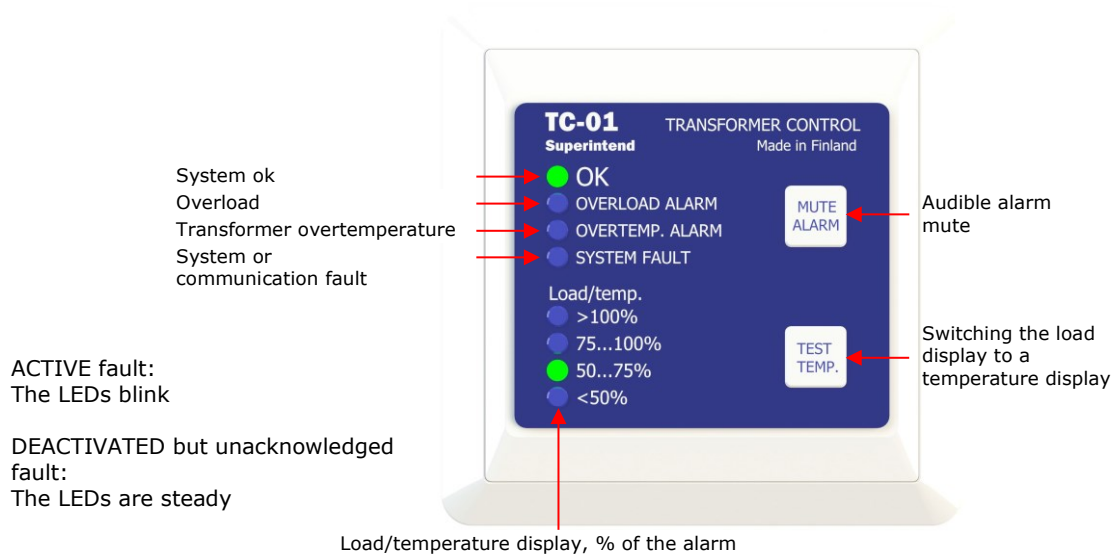 TC-01 TRANSFORMER CONTROL
Superintend Made in Finland
System ok
OK
Overload
OVERLOAD ALARM
Transformer overtemperature
OVERTEMP. ALARM
System or
communication fault
SYSTEM FAULT
MUTE
ALARM
Audible alarm
mute
Load/temp.
>100%
75...100%
50...75%
<50%
TEST
TEMP.
Switching the load
display to a
temperature display
ACTIVE fault:
The LEDs blink
DEACTIVATED but unacknowledged
fault:
The LEDs are steady
Load/temperature display, % of the alarm